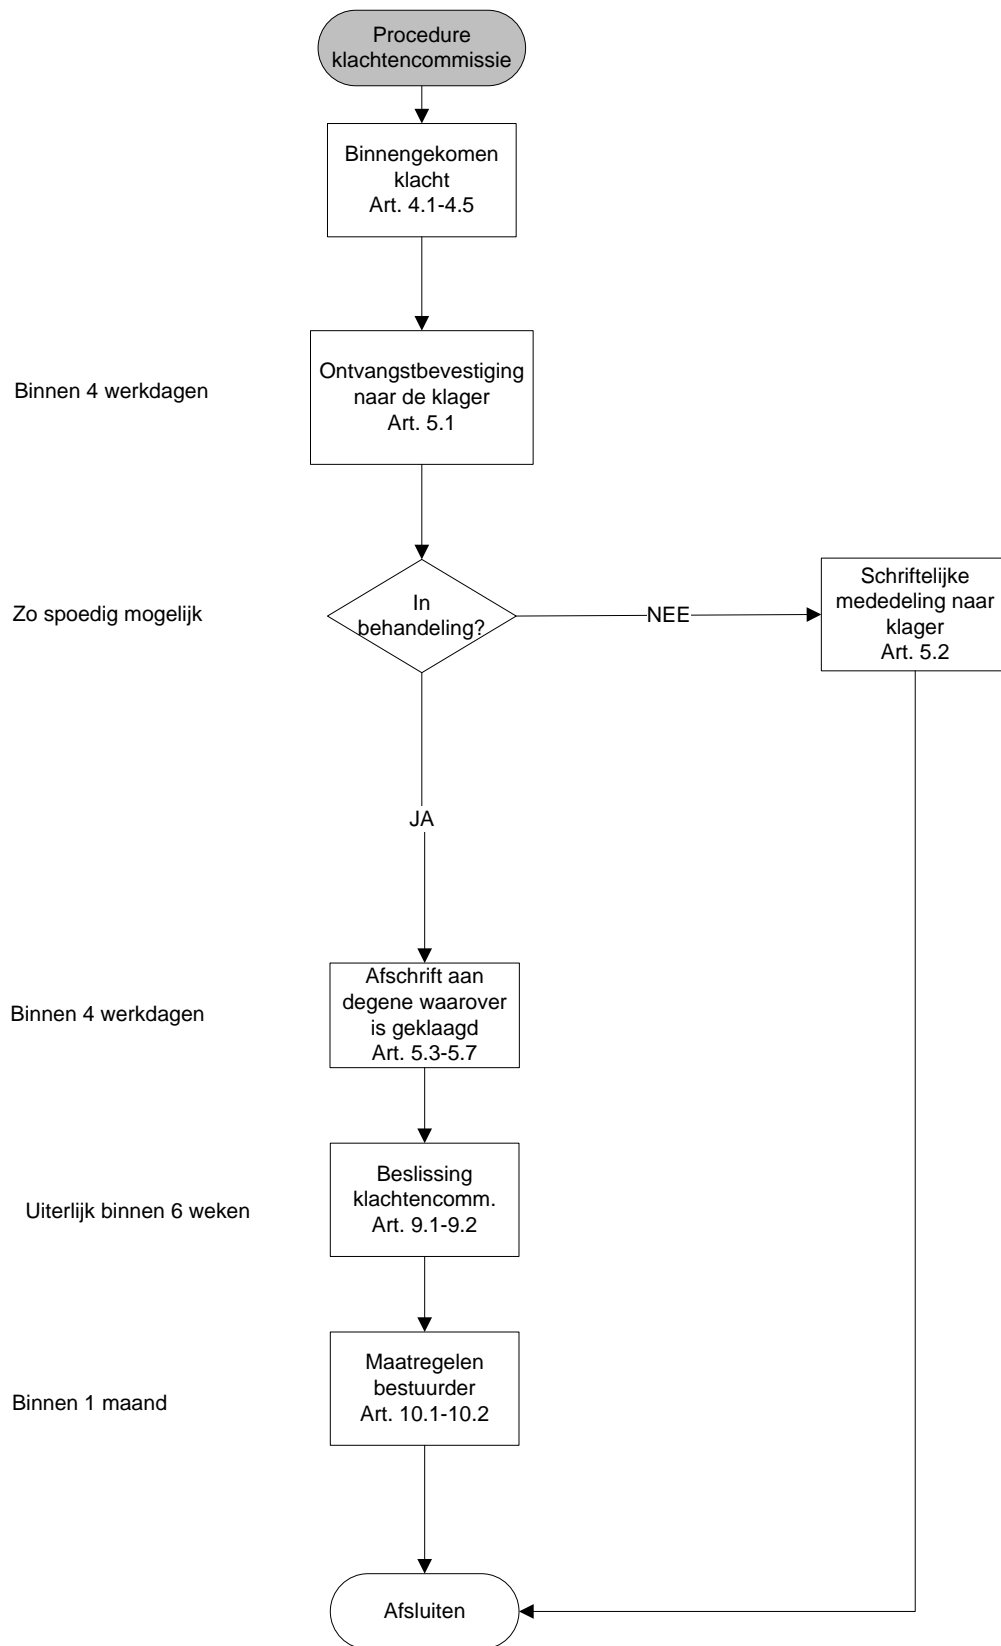 Procedure
klachtencommissie
Binnengekomen
klacht
Art. 4.1-4.5
Binnen 4 werkdagen
Ontvangstbevestiging
naar de klager
Art. 5.1
Zo spoedig mogelijk
In
behandeling?
NEE
Schriftelijke
mededeling naar
klager
Art. 5.2
JA
Binnen 4 werkdagen
Afschrift aan
degene waarover
is geklaagd
Art. 5.3-5.7
Uiterlijk binnen 6 weken
Beslissing
klachtencomm.
Art. 9.1-9.2
Binnen 1 maand
Maatregelen
bestuurder
Art. 10.1-10.2
Afsluiten